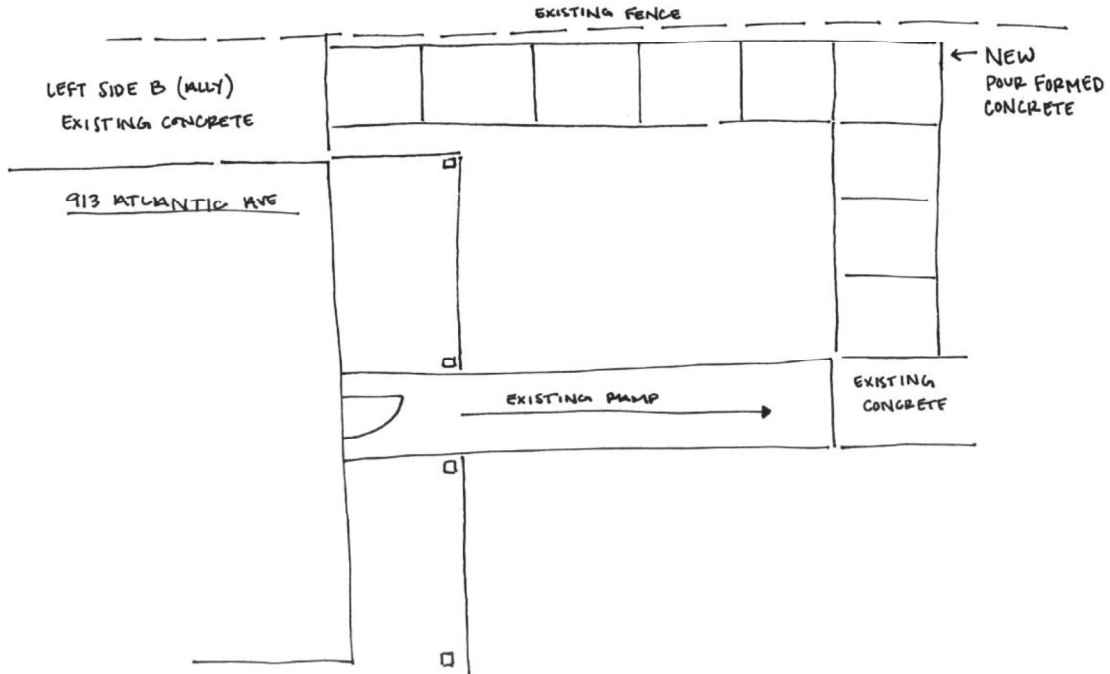 EXISTING FENCE
NEW
POUR FORMED
CONCRETE
LEFT SIDE B (ALLY)
EXISTING CONCRETE
913 ATLANTIC AVE
EXISTING RAMP
EXISTING
CONCRETE